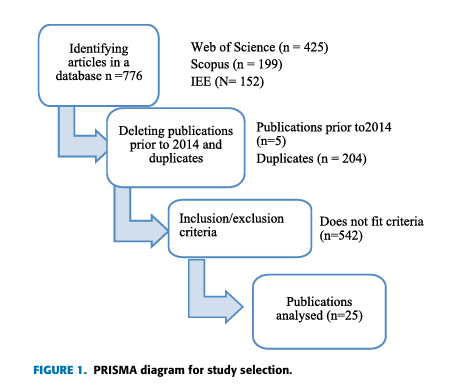 Identifying
articles in a
database n =776
Web of Science (n = 425)
Scopus (n = 199)
IEE (N= 152)
Deleting publications
prior to 2014 and
duplicates
Publications prior to2014
(n=5)
Duplicates (n = 204)
Inclusion/exclusion
criteria
Does not fit criteria
(n=542)
Publications
analysed (n=25)
FIGURE 1. PRISMA diagram for study selection.